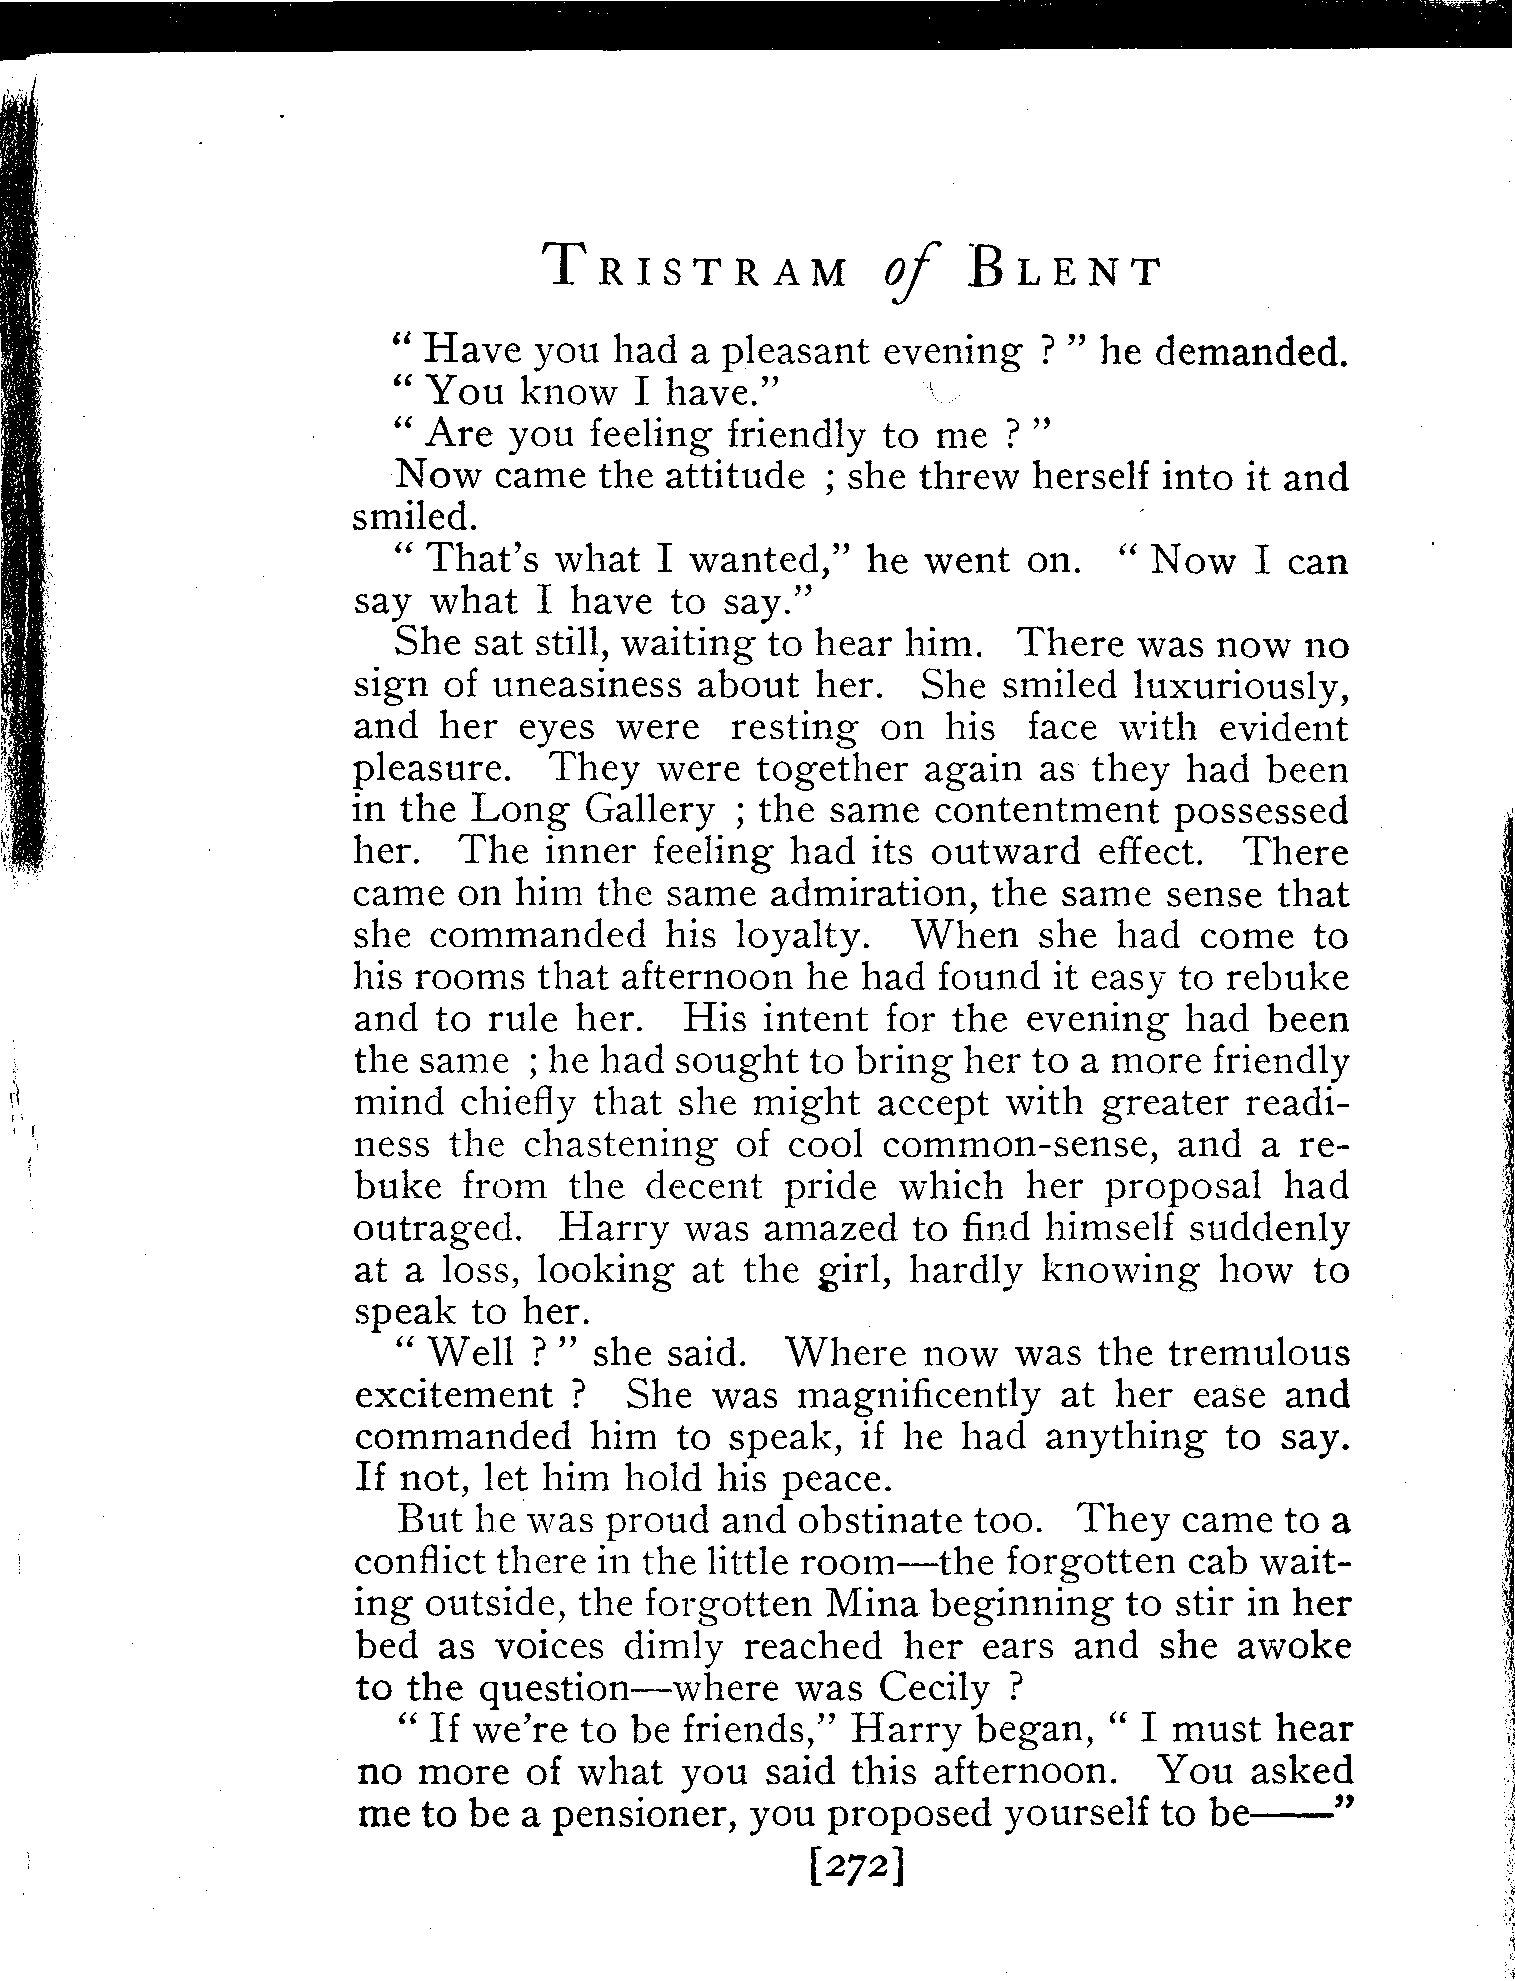 TRISTRAM of BLENT
“ Have you had a pleasant evening ? ” he demanded.
“ You know I have.”
“ Are you feeling friendly to me ? ”
Now came the attitude ; she threw herself into it and
smiled.
“ That’s what I wanted,” he went on. “ Now I can
say what I have to say.”
She sat still, waiting to hear him. There was now no
sign of uneasiness about her. She smiled luxuriously,
and her eyes were resting on his face with evident
pleasure. They were together again as they had been
in the Long Gallery ; the same contentment possessed
her. The inner feeling had its outward effect. There
came on him the same admiration, the same sense that
she commanded his loyalty. When she had come to
his rooms that afternoon he had found it easy to rebuke
and to rule her. His intent for the evening had been
the same ; he had sought to bring her to a more friendly
mind chiefly that she might accept with greater readi-
ness the chastening of cool common-sense, and a re-
buke from the decent pride which her proposal had
outraged. Harry was amazed to find himself suddenly
at a loss, looking at the girl, hardly knowing how to
speak to her.
“ Well ? ” she said. Where now was the tremulous
excitement ? She was magnificently at her ease and
commanded him to speak, if he had anything to say.
If not, let him hold his peace.
But he was proud and obstinate too. They came to a
conflict there in the little room—the forgotten cab wait-
ing outside, the forgotten Mina beginning to stir in her
bed as voices dimly reached her ears and she awoke
to the question—where was Cecily ?
“ If we’re to be friends,” Harry began, “ I must hear
no more of what you said this afternoon. You asked
me to be a pensioner, you proposed yourself to be——”
[272]